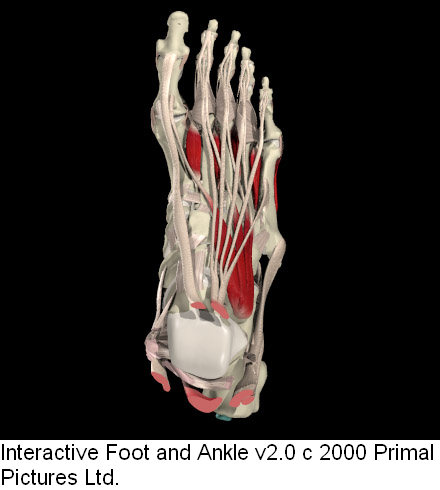 Interactive Foot and Ankle v2.0 c 2000 Primal
Pictures Ltd.